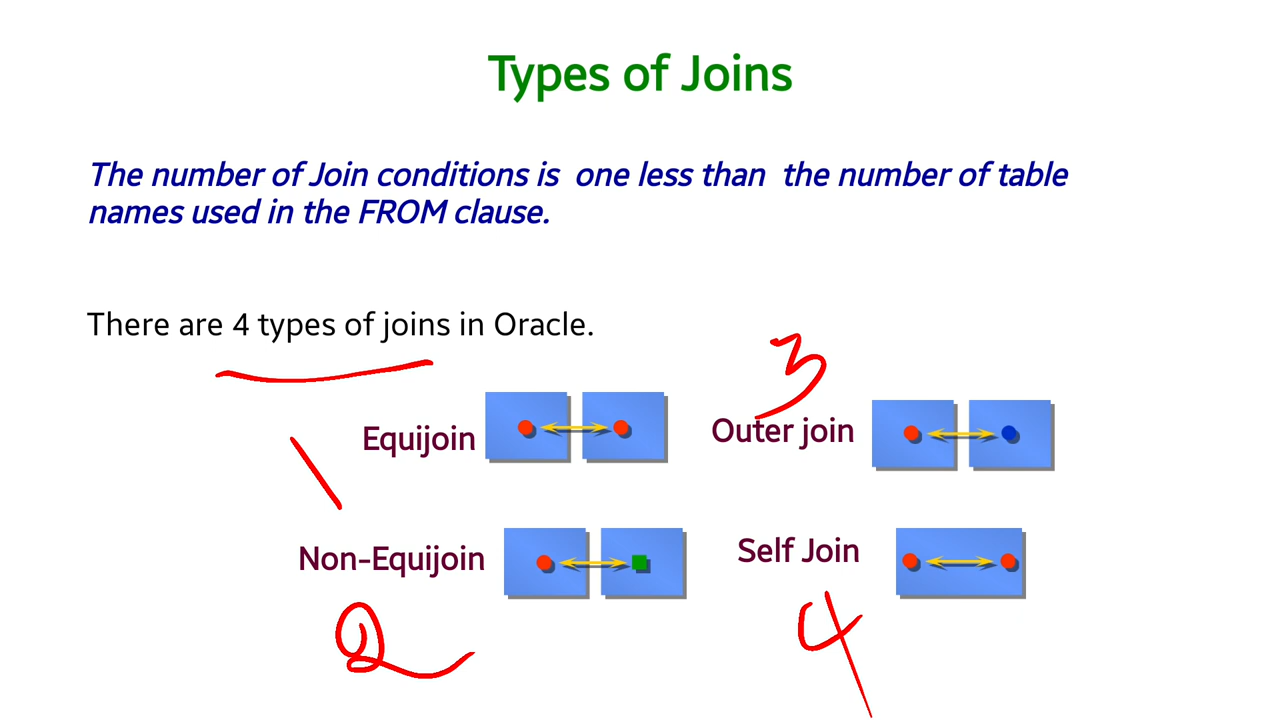 Types of Joins
The number of Join conditions is one less than the number of table
names used in the FROM clause.
There are 4 types of joins in Oracle.
3
Equijoin
Outer join
1
Non-Equijoin
Self Join
2
4